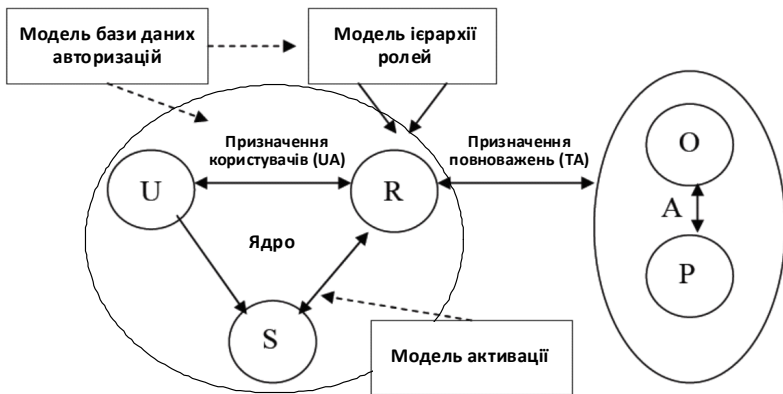 Модель бази даних
авторизацій
Модель ієрархії
ролей
Призначення
користувачів (UA)
Призначення
повноважень (TA)
U
R
O
A
P
Ядро
S
Модель активації